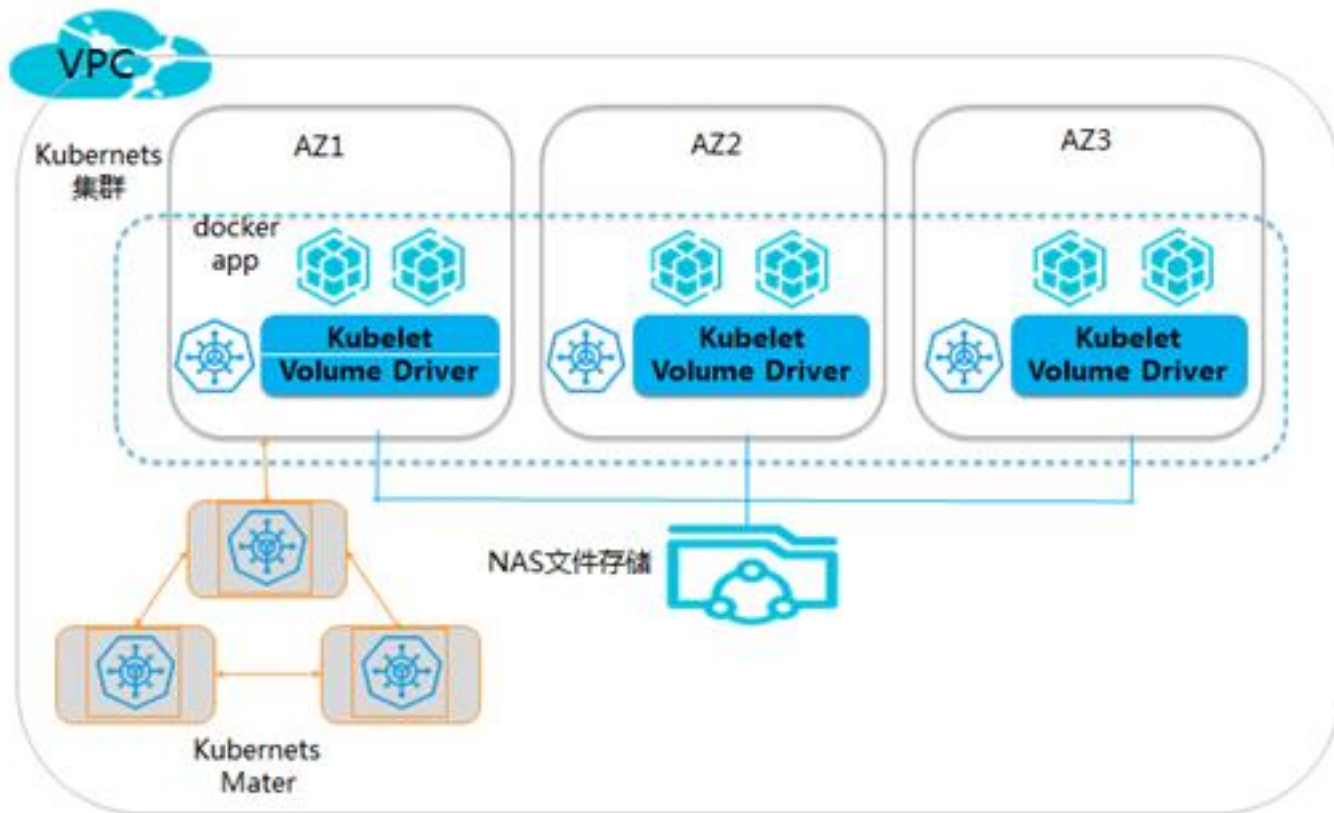 VPC
Kubernets
集群
AZ1
AZ2
AZ3
docker
app
Kubelet
Volume Driver
Kubelet
Volume Driver
Kubelet
Volume Driver
NAS文件存储
Kubernets
Mater